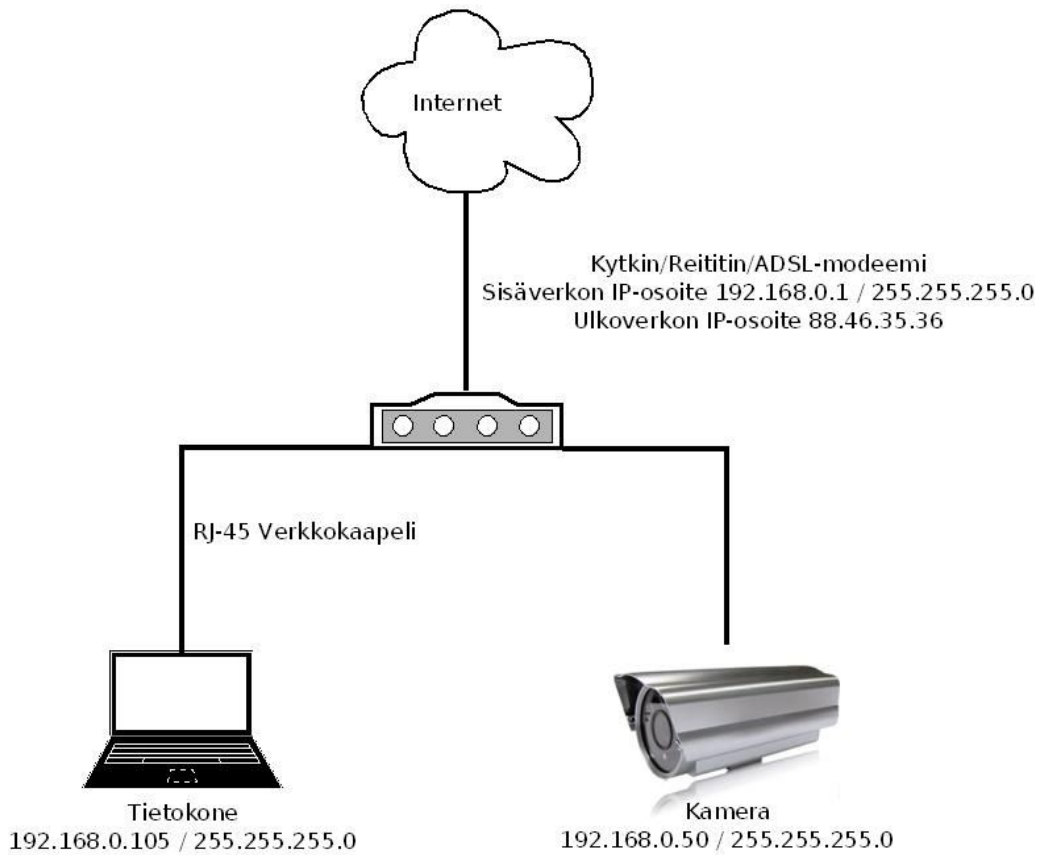 Internet
Kytkin/Reititin/ADSL-modeemi
Sisäverkon IP-osoite 192.168.0.1 / 255.255.255.0
Ulkoverkon IP-osoite 88.46.35.36
RJ-45 Verkkokaapeli
Tietokone
192.168.0.105 / 255.255.255.0
Kamera
192.168.0.50 / 255.255.255.0